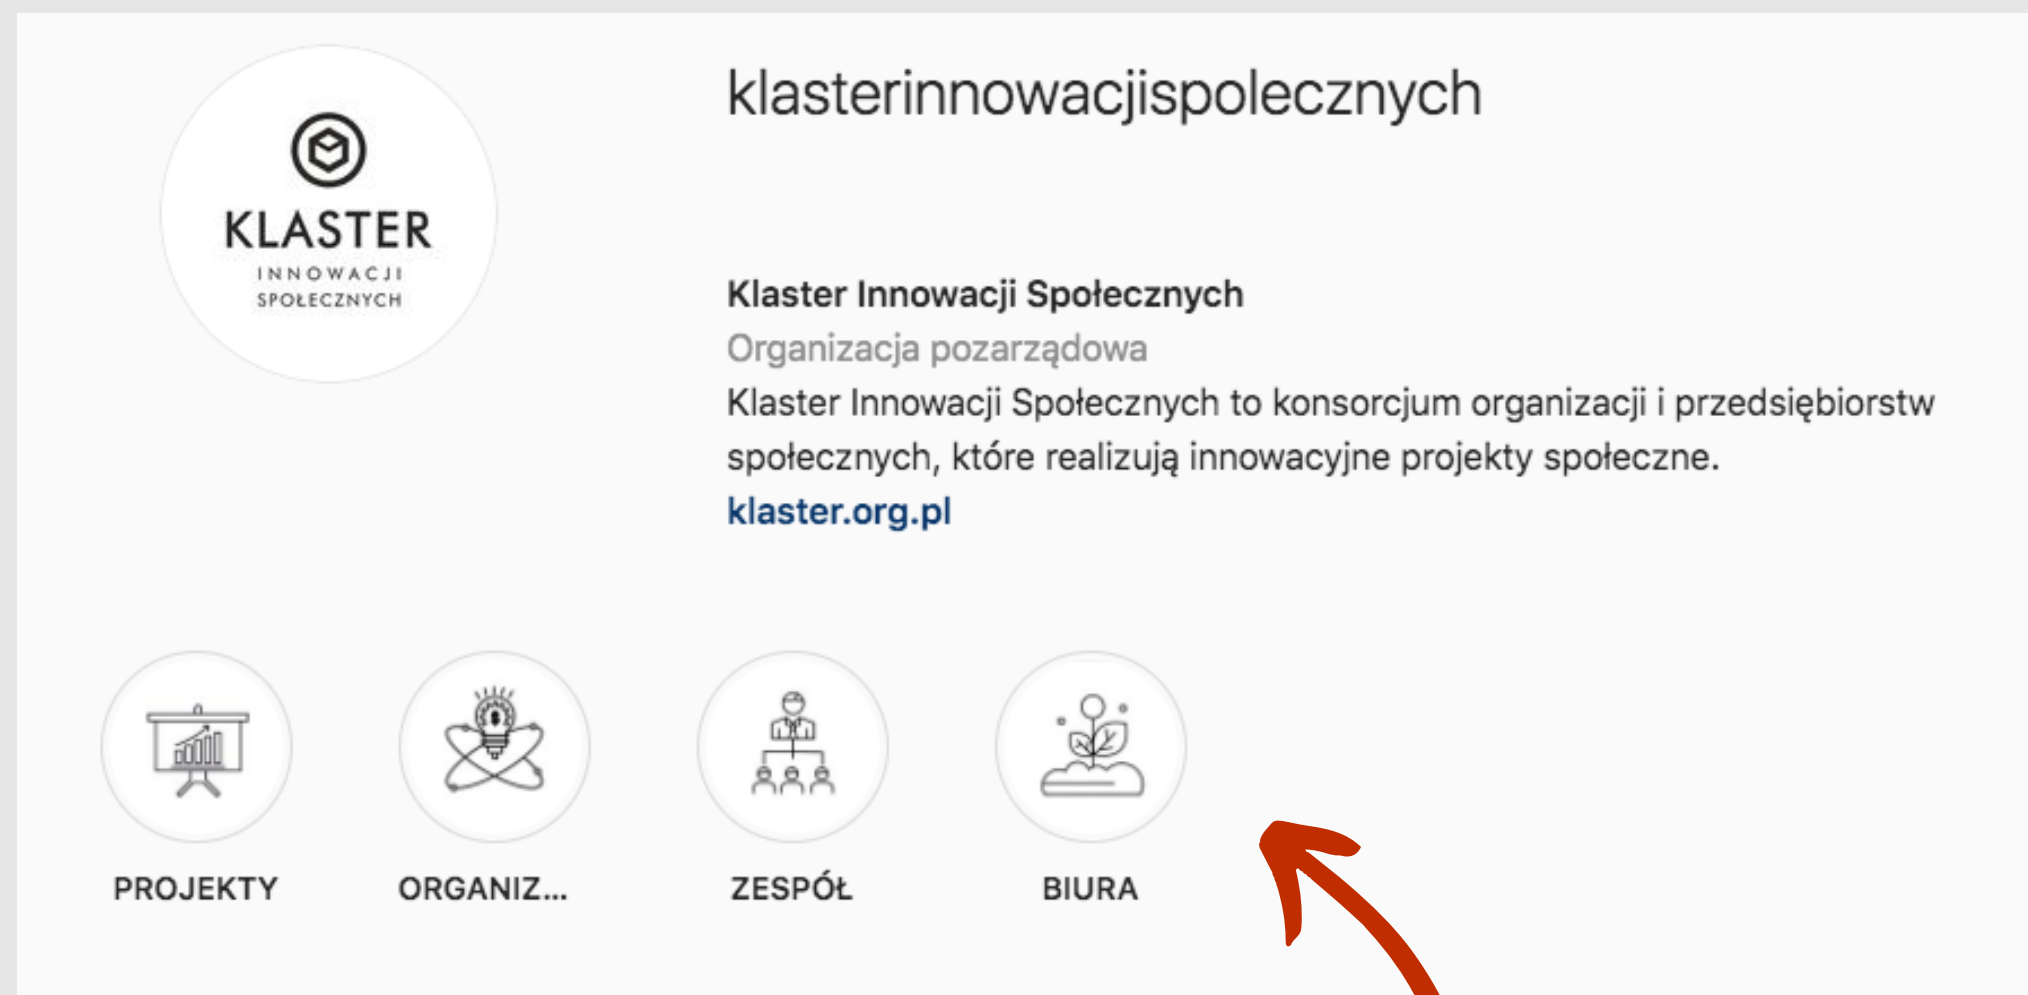 KLASTER
INNOWACJI
SPOŁECZNYCH
klasterinnowacjispolecznych
Klaster Innowacji Społecznych
Organizacja pozarządowa
Klaster Innowacji Społecznych to konsorcjum organizacji i przedsiębiorstw
społecznych, które realizują innowacyjne projekty społeczne.
klaster.org.pl
PROJEKTY
ORGANIZ...
ZESPÓŁ
BIURA